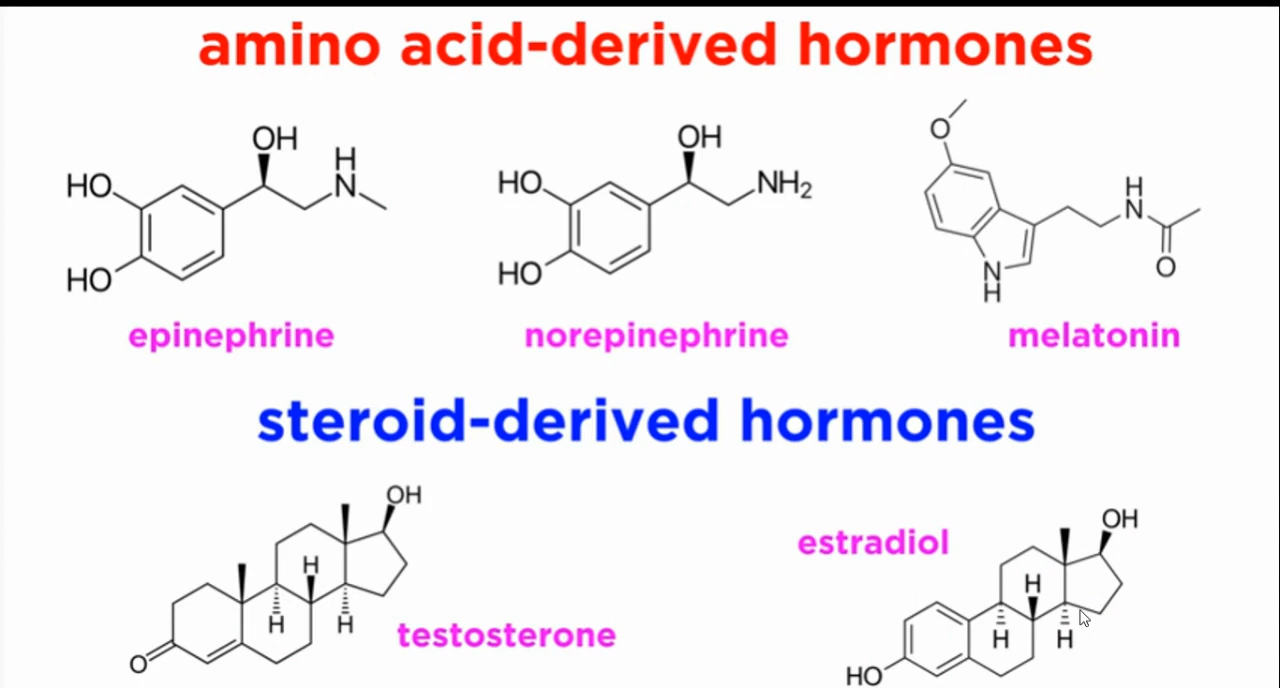 amino acid-derived hormones
OH
H
N
HO
HO
epinephrine
OH
HO
NH2
HO
norepinephrine
O
H
N
O
N
H
melatonin
steroid-derived hormones
OH
H
H
H
O
testosterone
estradiol
OH
H
H
H
HO